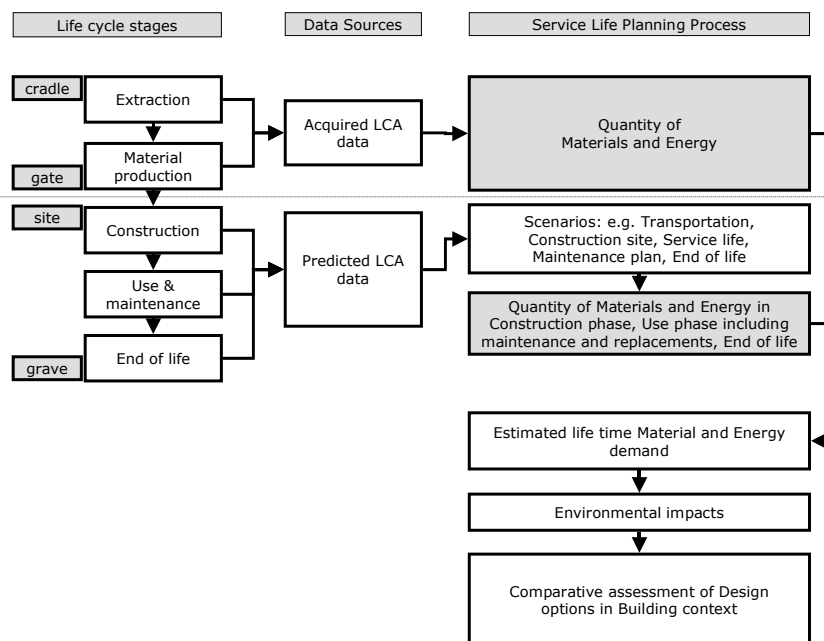 Life cycle stages
Data Sources
Service Life Planning Process
cradle
Extraction
Acquired LCA
data
Quantity of
Materials and Energy
Material
production
gate
site
Construction
Predicted LCA
data
Scenarios: e.g. Transportation,
Construction site, Service life,
Maintenance plan, End of life
Use &
maintenance
Quantity of Materials and Energy in
Construction phase, Use phase including
maintenance and replacements, End of life
End of life
grave
Estimated life time Material and Energy
demand
Environmental impacts
Comparative assessment of Design
options in Building context